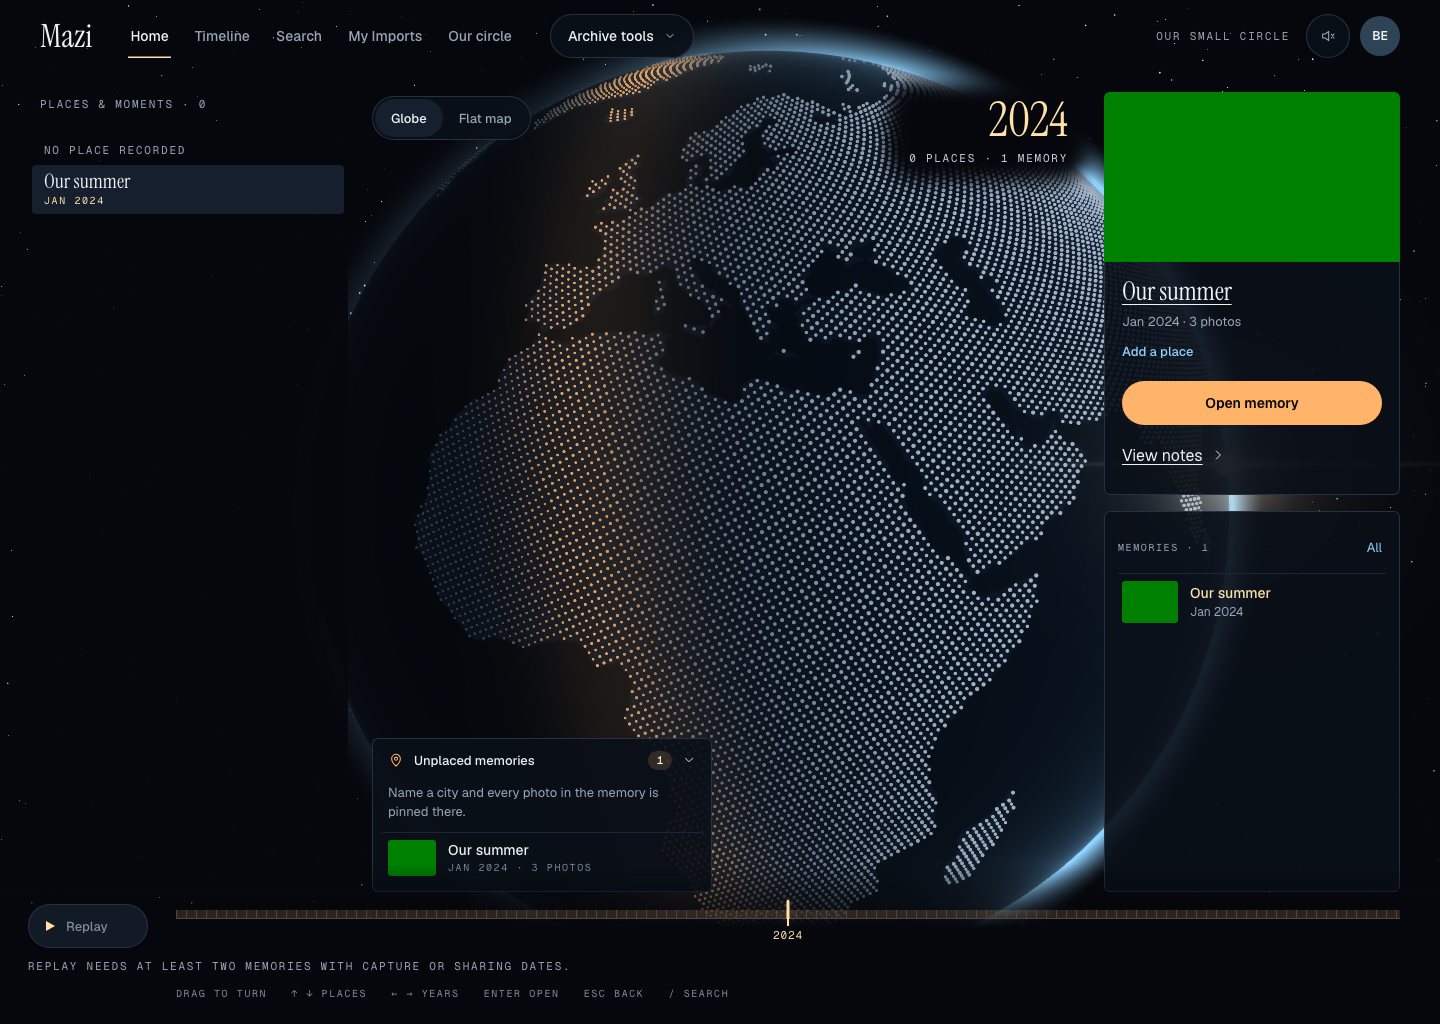 Mazi
Home
Timeline
Search
My Imports
Our circle
Archive tools
OUR SMALL CIRCLE
BE
PLACES & MOMENTS · 0
NO PLACE RECORDED
Our summer
JAN 2024
Globe
Flat map
2024
0 PLACES · 1 MEMORY
Our summer
Jan 2024 · 3 photos
Add a place
Open memory
View notes
MEMORIES · 1
All
Our summer
Jan 2024
Unplaced memories
1
Name a city and every photo in the memory is
pinned there.
Our summer
JAN 2024 · 3 PHOTOS
Replay
2024
REPLAY NEEDS AT LEAST TWO MEMORIES WITH CAPTURE OR SHARING DATES.
DRAG TO TURN
↑ ↓ PLACES
← → YEARS
ENTER OPEN
ESC BACK
/ SEARCH